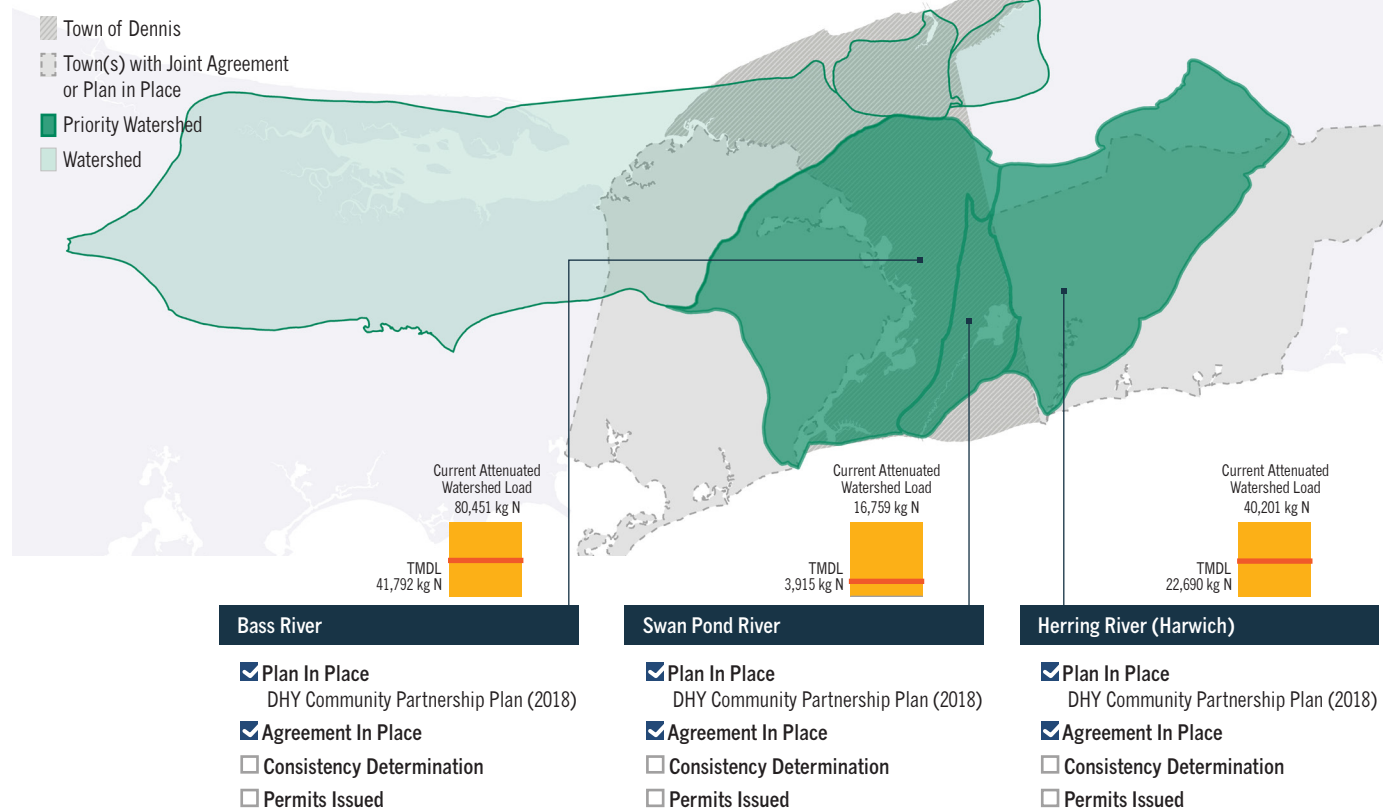 Town of Dennis
Town(s) with Joint Agreement
or Plan in Place
Priority Watershed
Watershed
Current Attenuated
Watershed Load
80,451 kg N
TMDL
41,792 kg N
Current Attenuated
Watershed Load
16,759 kg N
TMDL
3,915 kg N
Current Attenuated
Watershed Load
40,201 kg N
TMDL
22,690 kg N
Bass River
Plan In Place
DHY Community Partnership Plan (2018)
Agreement In Place
Consistency Determination
Permits Issued
Swan Pond River
Plan In Place
DHY Community Partnership Plan (2018)
Agreement In Place
Consistency Determination
Permits Issued
Herring River (Harwich)
Plan In Place
DHY Community Partnership Plan (2018)
Agreement In Place
Consistency Determination
Permits Issued